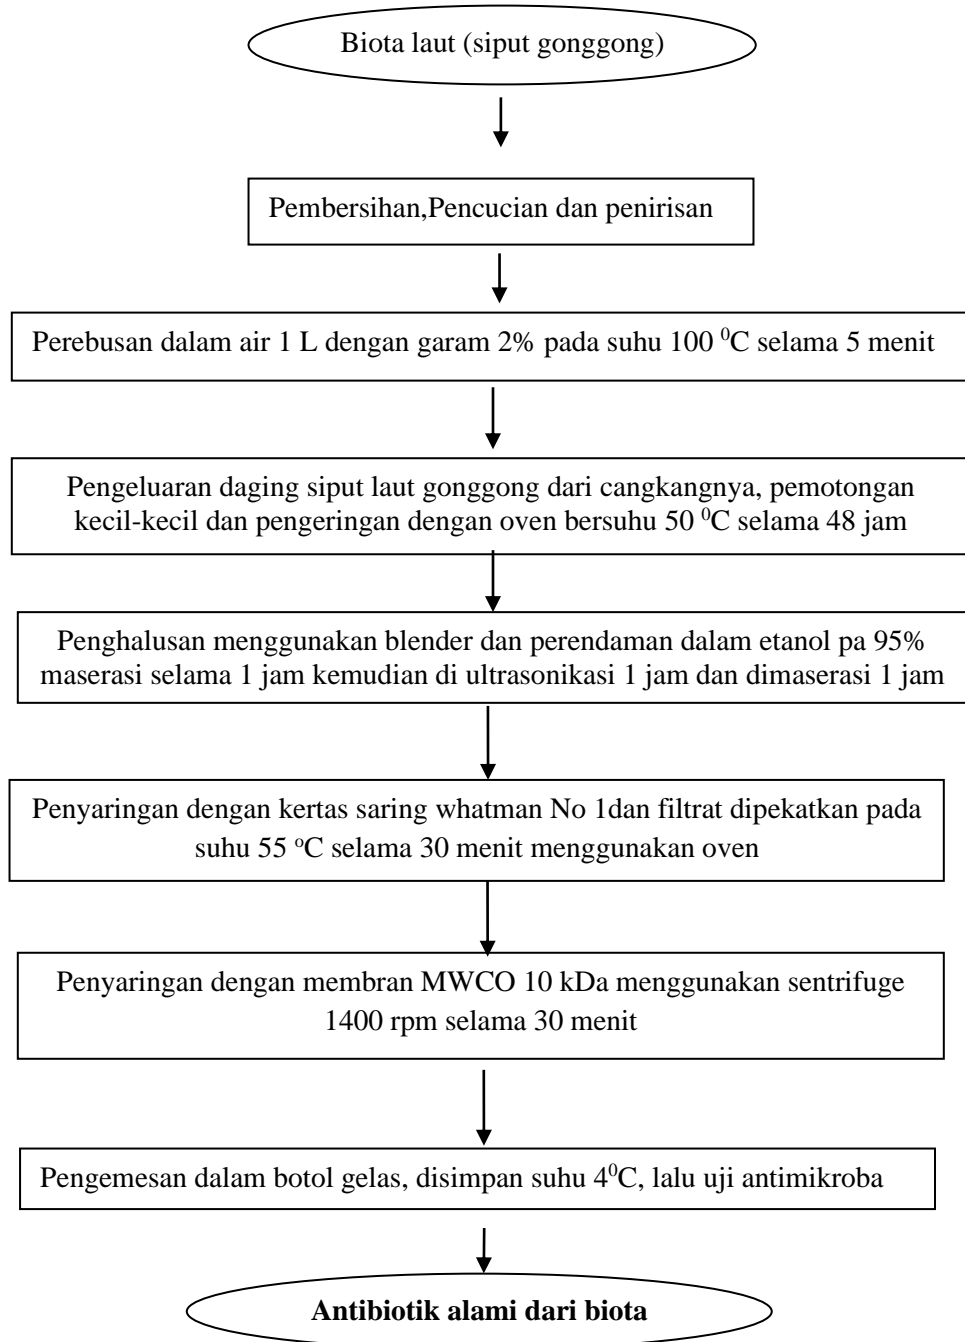 Biota laut (siput gonggong)
Pembersihan,Pencucian dan penirisan
Perebusan dalam air 1 L dengan garam 2% pada suhu 100 ⁰C selama 5 menit
Pengeluaran daging siput laut gonggong dari cangkangnya, pemotongan
kecil-kecil dan pengeringan dengan oven bersuhu 50 ⁰C selama 48 jam
Penghalusan menggunakan blender dan perendaman dalam etanol pa 95%
maserasi selama 1 jam kemudian di ultrasonikasi 1 jam dan dimaserasi 1 jam
Penyaringan dengan kertas saring whatman No 1dan filtrat dipekatkan pada
suhu 55 ᵒC selama 30 menit menggunakan oven
Penyaringan dengan membran MWCO 10 kDa menggunakan sentrifuge
1400 rpm selama 30 menit
Pengemesan dalam botol gelas, disimpan suhu 4⁰C, lalu uji antimikroba
Antibiotik alami dari biota